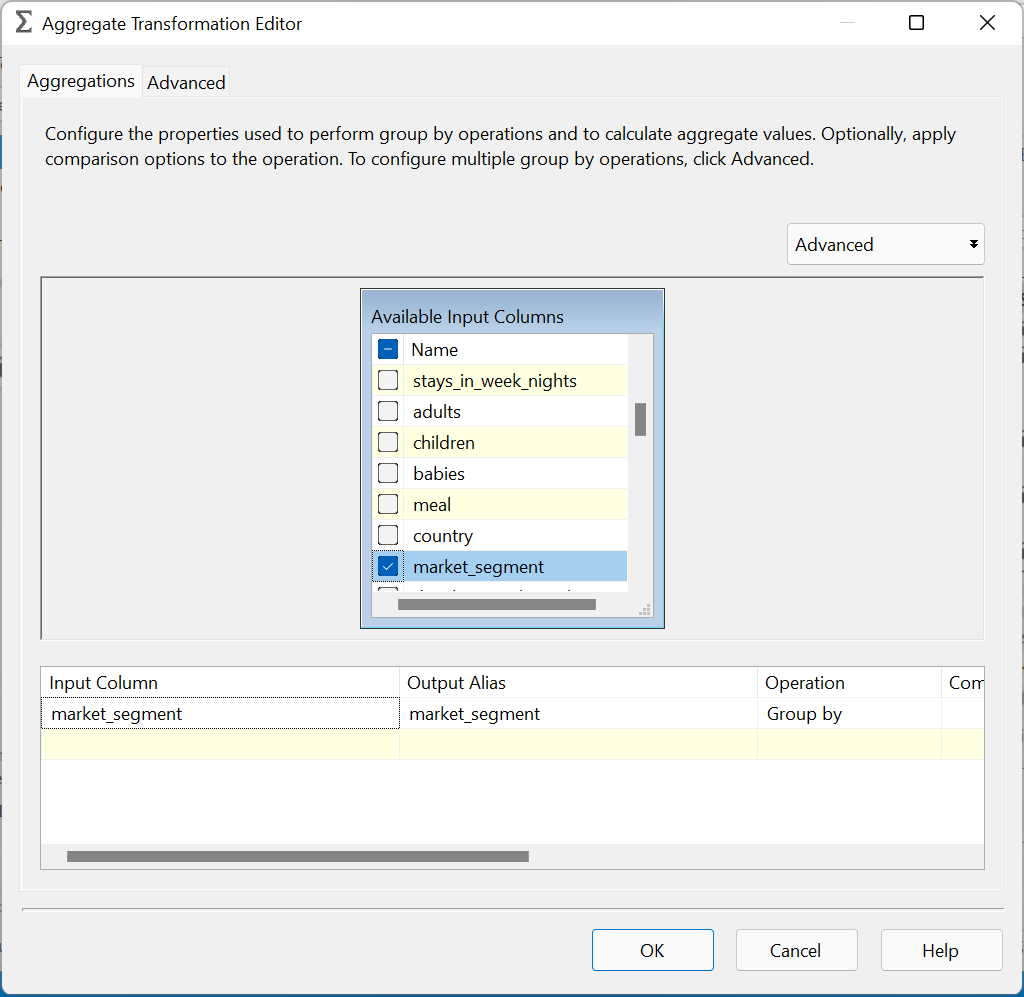 Aggregate Transformation Editor
Aggregations Advanced
Configure the properties used to perform group by operations and to calculate aggregate values. Optionally, apply
comparison options to the operation. To configure multiple group by operations, click Advanced.
Advanced
Available Input Columns
Name
stays_in_week_nights
adults
children
babies
meal
country
market_segment
Input Column Output Alias Operation Com
market_segment market_segment Group by
OK Cancel Help